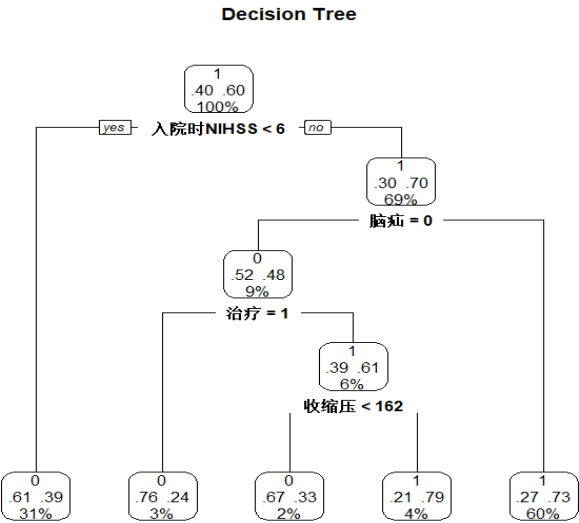 Decision Tree
1
.40 .60
100%
yes 入院时NIHSS < 6 no
1
.30 .70
69%
脑疝 = 0
0
.52 .48
9%
治疗 = 1
1
.39 .61
6%
收缩压 < 162
0 0 0 1 1
.61 .39 .76 .24 .67 .33 .21 .79 .27 .73
31% 3% 2% 4% 60%